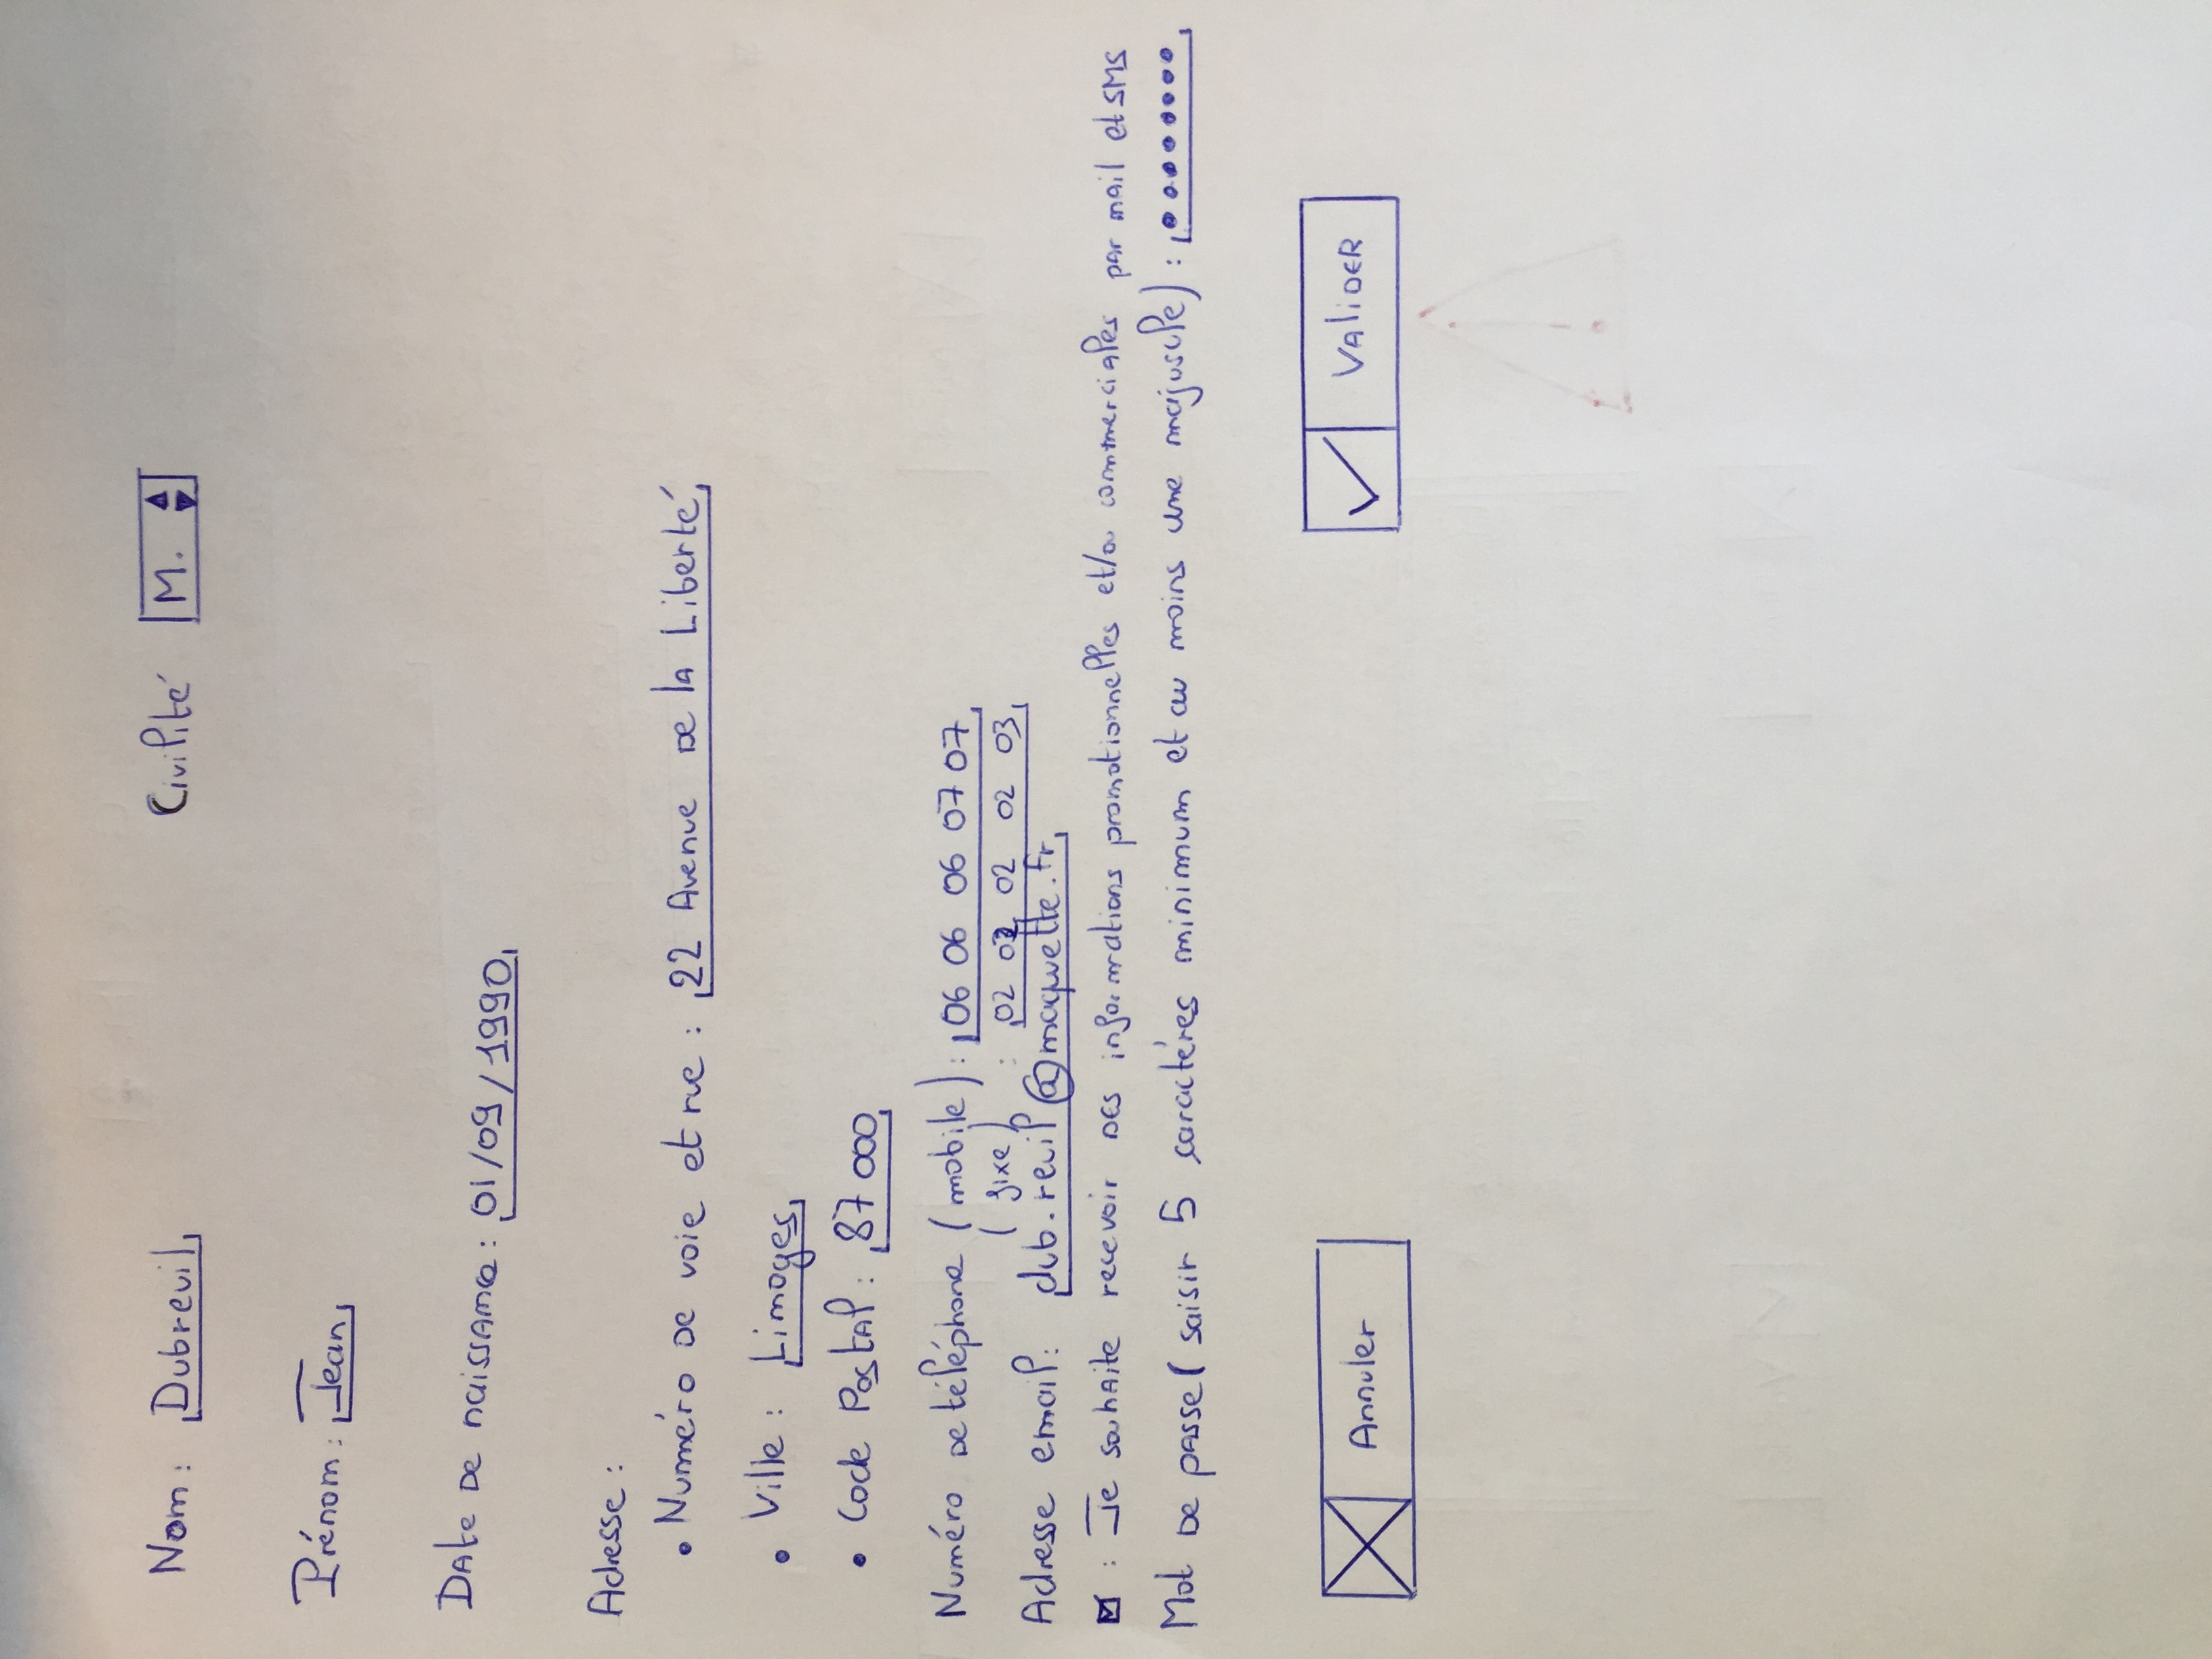 Nom : Dubreuil Civilité M.
Prénom : Jean
Date de naissance : 01/09/1990
Adresse :
• Numéro de voie et rue : 22 Avenue de la Liberté
• Ville : Limoges
• Code Postal : 87 000
Numéro de téléphone (mobile) : 06 06 06 07 07
(fixe) : 02 02 02 02 03
Adresse email : dub.reuil@maquette.fr
☑ : Je souhaite recevoir des informations promotionnelles et/ou commerciales par mail et SMS
Mot de passe ( saisir 5 caractères minimum et au moins une majuscule) : ••••••••
Annuler VALIDER